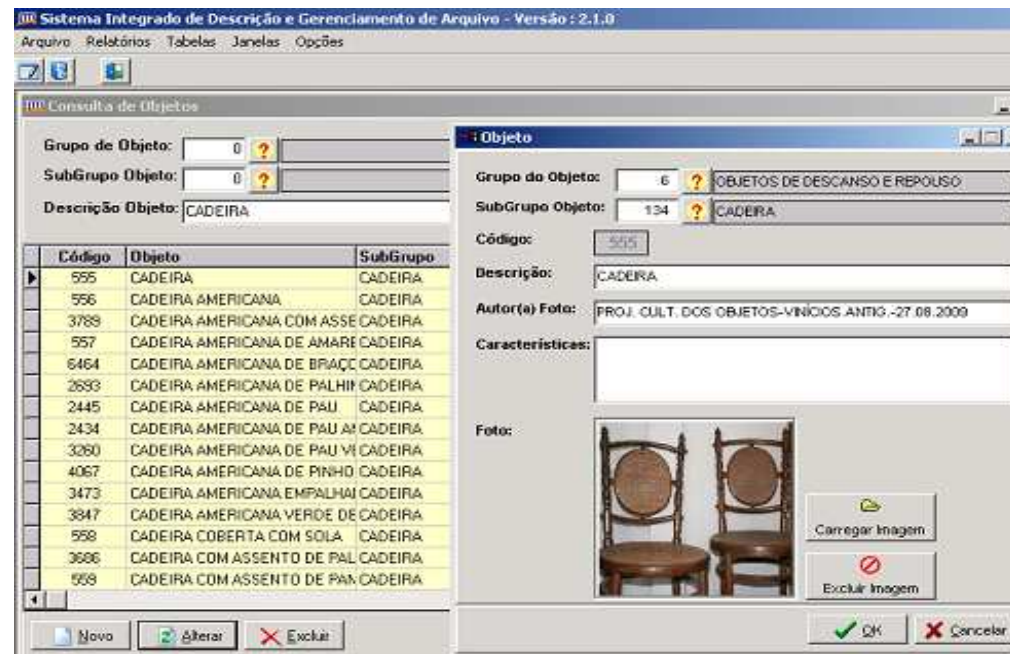 Sistema Integrado de Descrição e Gerenciamento de Arquivo - Versão : 2.1.0
Arquivo Relatórios Tabelas Janelas Opções
Consulta de Objetos
Grupo de Objeto: 0 ?
SubGrupo Objeto: 0 ?
Descrição Objeto: CADEIRA
Código Objeto SubGrupo
555 CADEIRA CADEIRA
556 CADEIRA AMERICANA CADEIRA
3789 CADEIRA AMERICANA COM ASSE CADEIRA
557 CADEIRA AMERICANA DE AMARE CADEIRA
6464 CADEIRA AMERICANA DE BRAÇC CADEIRA
2693 CADEIRA AMERICANA DE PALHIN CADEIRA
2445 CADEIRA AMERICANA DE PAU CADEIRA
2434 CADEIRA AMERICANA DE PAU AM CADEIRA
3260 CADEIRA AMERICANA DE PAU VE CADEIRA
4067 CADEIRA AMERICANA DE PINHO CADEIRA
3473 CADEIRA AMERICANA EMPALHAI CADEIRA
3847 CADEIRA AMERICANA VERDE DE CADEIRA
558 CADEIRA COBERTA COM SOLA CADEIRA
3686 CADEIRA COM ASSENTO DE PAL CADEIRA
559 CADEIRA COM ASSENTO DE PAN CADEIRA
Novo Alterar Excluir
Objeto
Grupo do Objeto: 6 ? OBJETOS DE DESCANSO E REPOUSO
SubGrupo Objeto: 134 ? CADEIRA
Código: 555
Descrição: CADEIRA
Autor(a) Foto: PROJ. CULT. DOS OBJETOS-VINÍCIOS ANTIG.-27.08.2009
Características:
Foto:
Carregar Imagem
Excluir Imagem
OK Cancelar